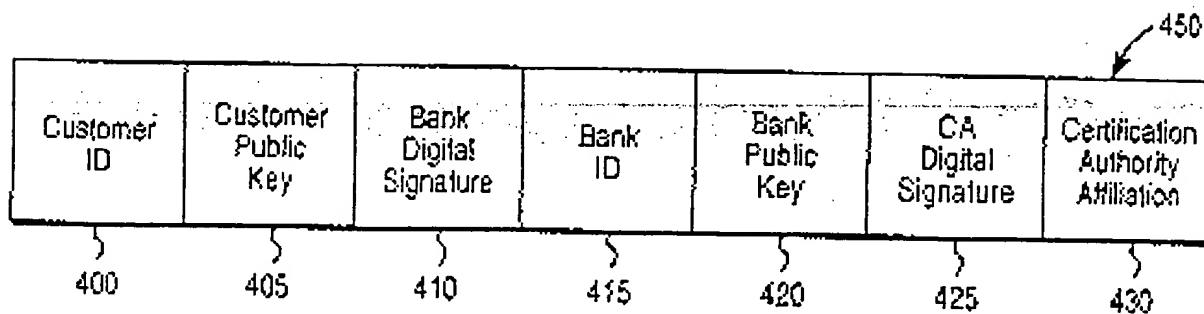 450
Customer
ID
Customer
Public
Key
Bank
Digital
Signature
Bank
ID
Bank
Public
Key
CA
Digital
Signature
Certification
Authority
Affiliation
400
405
410
415
420
425
430